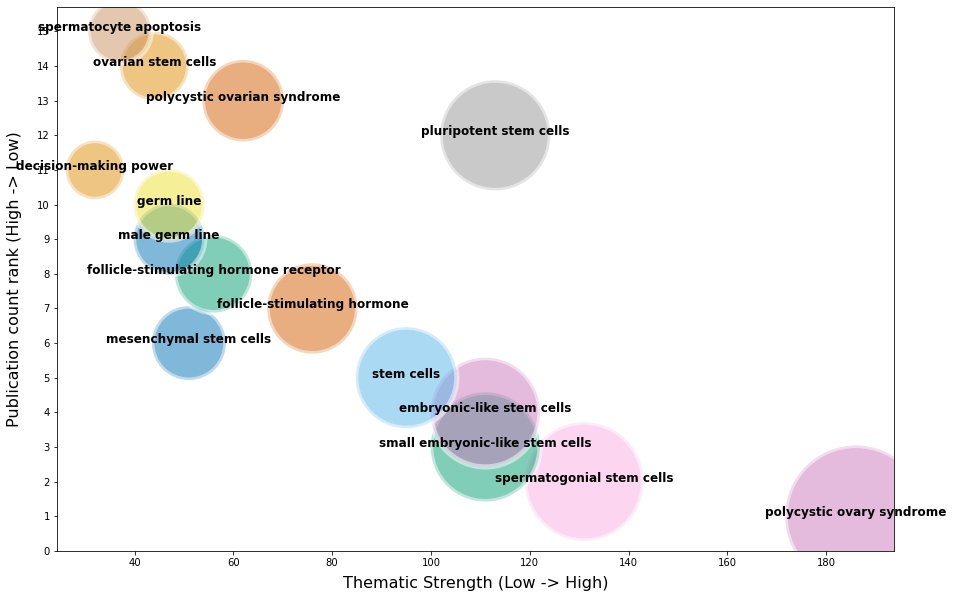 Publication count rank (High -> Low)
15
14
13
12
11
10
9
8
7
6
5
4
3
2
1
0
spermatocyte apoptosis
ovarian stem cells
polycystic ovarian syndrome
pluripotent stem cells
decision-making power
germ line
male germ line
follicle-stimulating hormone receptor
follicle-stimulating hormone
mesenchymal stem cells
stem cells
embryonic-like stem cells
small embryonic-like stem cells
spermatogonial stem cells
polycystic ovary syndrome
40 60 80 100 120 140 160 180
Thematic Strength (Low -> High)